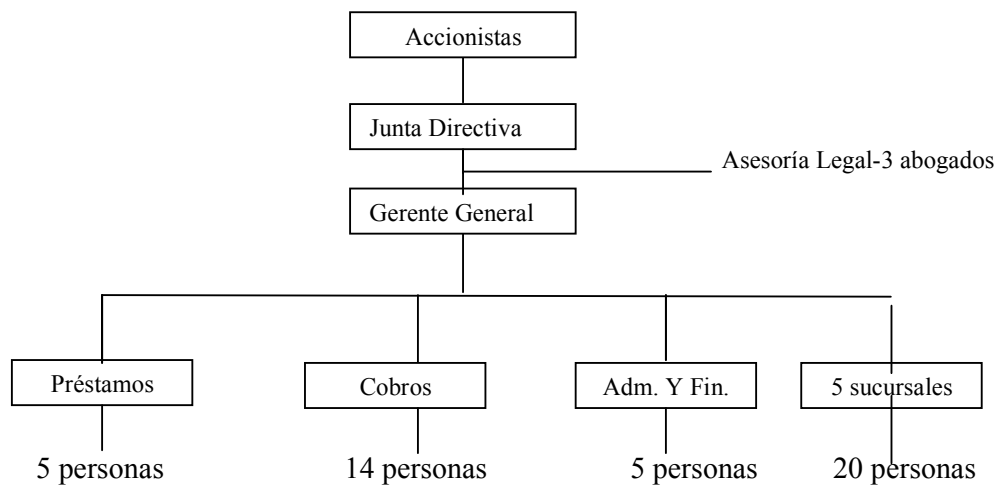 Accionistas
Junta Directiva
Asesoría Legal-3 abogados
Gerente General
Préstamos
Cobros
Adm. Y Fin.
5 sucursales
5 personas
14 personas
5 personas
20 personas